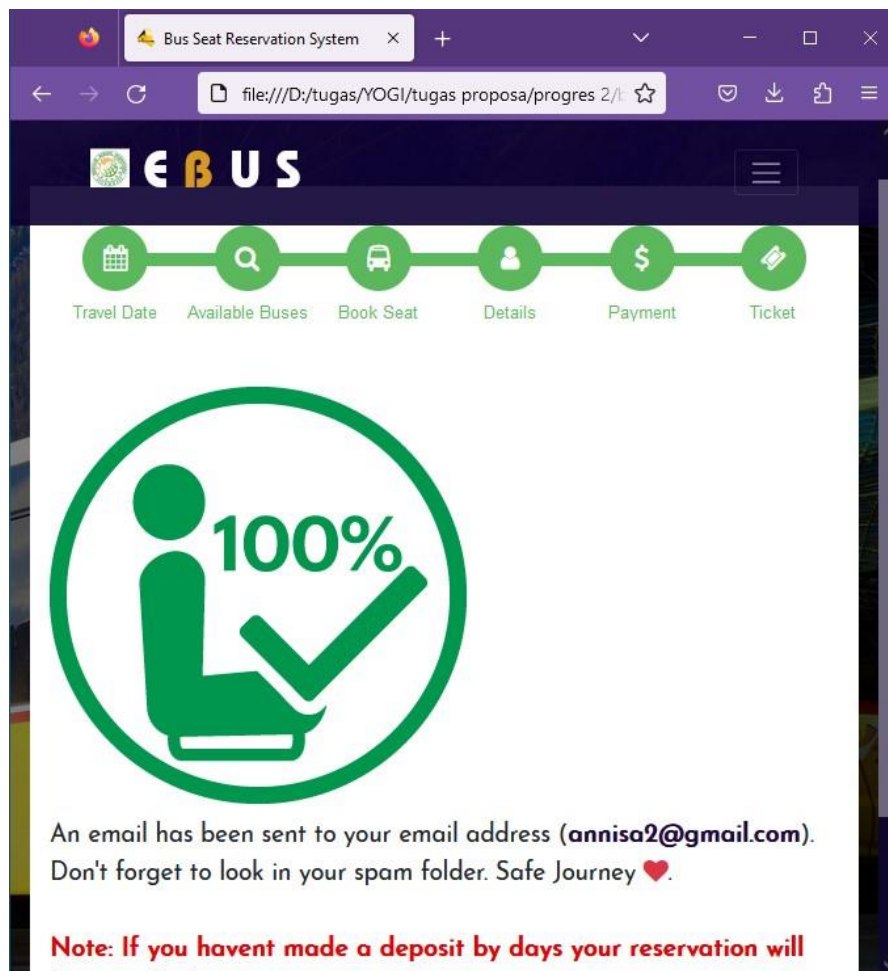 Bus Seat Reservation System
file:///D:/tugas/YOGI/tugas proposa/progres 2/b
E B U S
Travel Date Available Buses Book Seat Details Payment Ticket
100%
An email has been sent to your email address (annisa2@gmail.com).
Don't forget to look in your spam folder. Safe Journey ❤.
Note: If you havent made a deposit by days your reservation will